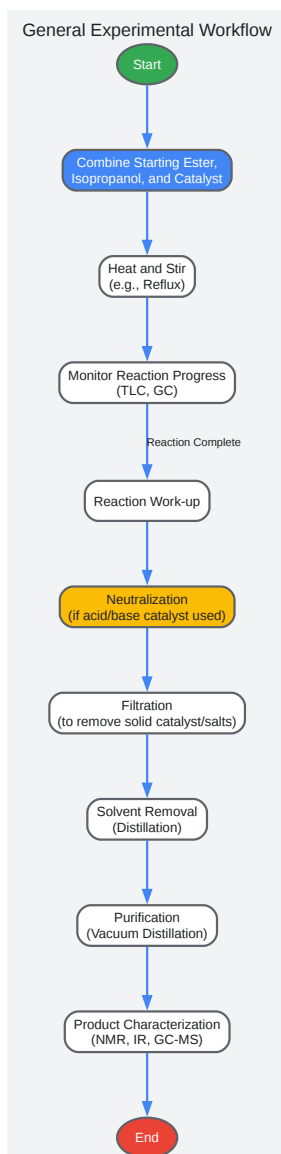 General Experimental Workflow
Start
Combine Starting Ester,
Isopropanol, and Catalyst
Heat and Stir
(e.g., Reflux)
Monitor Reaction Progress
(TLC, GC)
Reaction Complete
Reaction Work-up
Neutralization
(if acid/base catalyst used)
Filtration
(to remove solid catalyst/salts)
Solvent Removal
(Distillation)
Purification
(Vacuum Distillation)
Product Characterization
(NMR, IR, GC-MS)
End